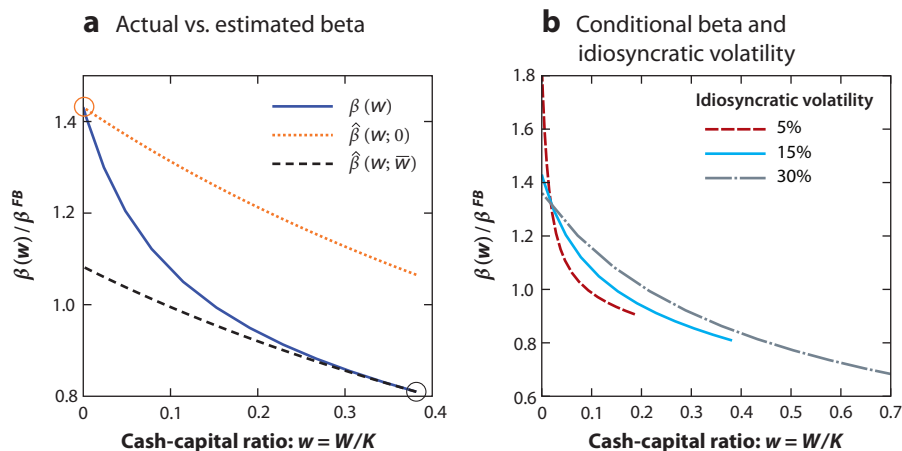 a Actual vs. estimated beta
β(w)/β^FB
1.4
1.2
1.0
0.8
0
0.1
0.2
0.3
0.4
β(w)
β̂(w; 0)
β̂(w; w̅)
Cash-capital ratio: w = W/K
b Conditional beta and
idiosyncratic volatility
β(w)/β^FB
1.8
1.6
1.4
1.2
1.0
0.8
0.6
0
0.1
0.2
0.3
0.4
0.5
0.6
0.7
Idiosyncratic volatility
5%
15%
30%
Cash-capital ratio: w = W/K